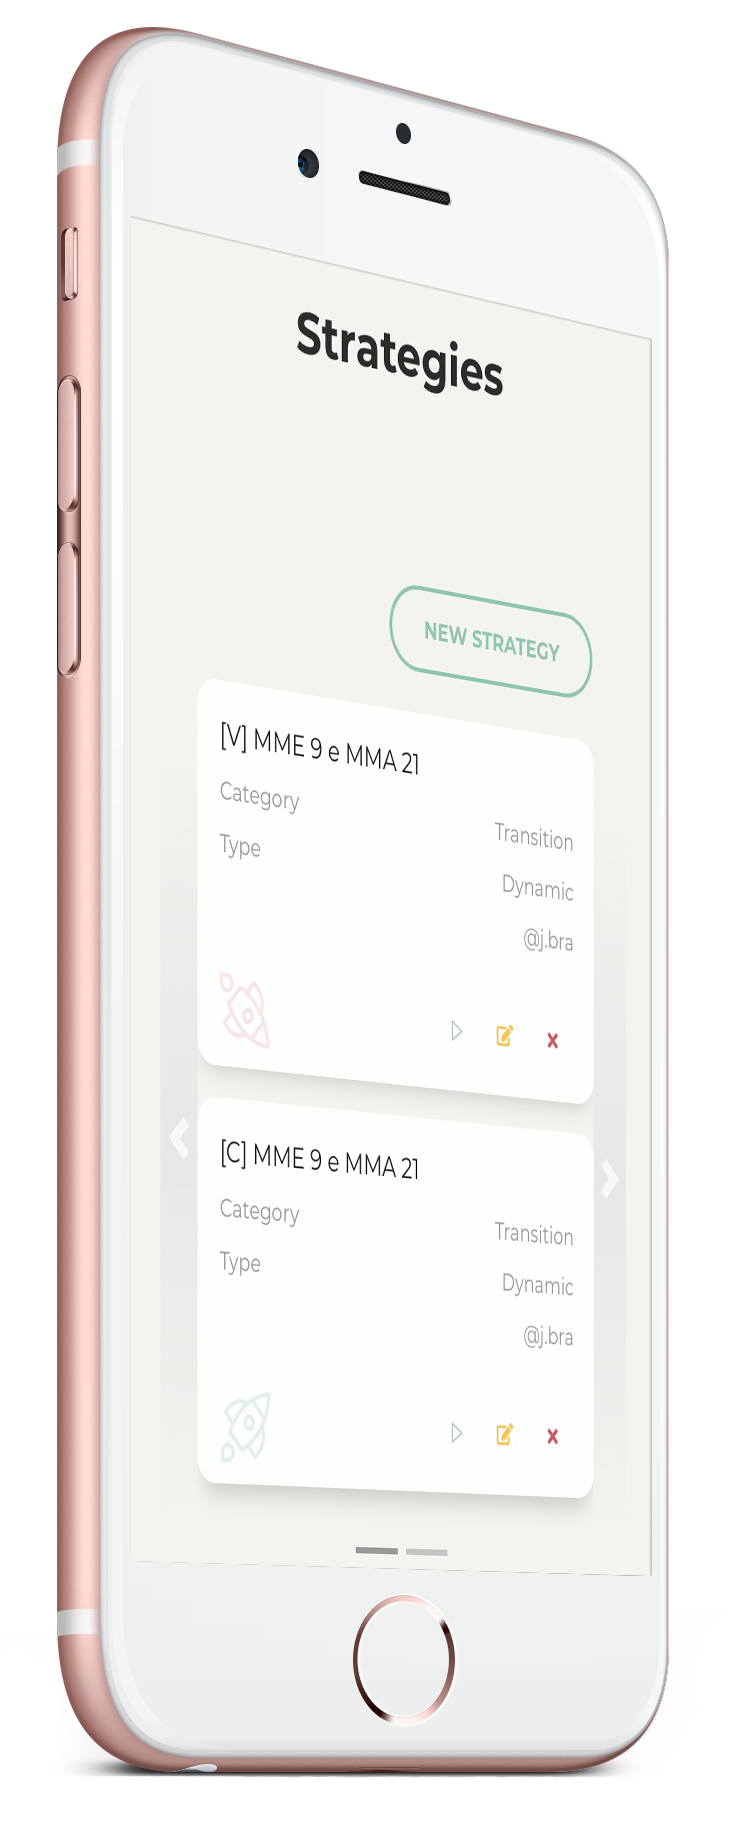 Strategies
NEW STRATEGY
[V] MME 9 e MMA 21
Category
Transition
Type
Dynamic
@j.bra
[C] MME 9 e MMA 21
Category
Transition
Type
Dynamic
@j.bra